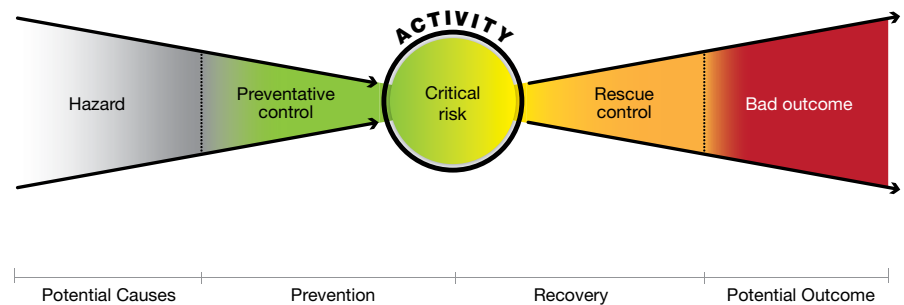 ACTIVITY
Hazard
Preventative
control
Critical
risk
Rescue
control
Bad outcome
Potential Causes
Prevention
Recovery
Potential Outcome